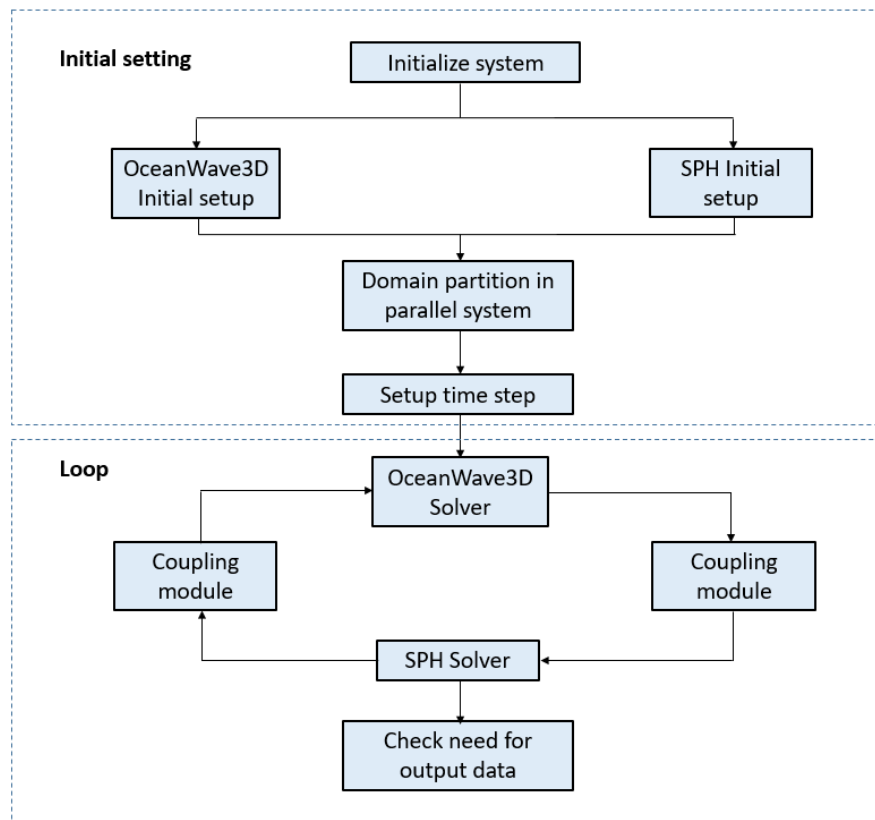 Initial setting
Initialize system
OceanWave3D
Initial setup
SPH Initial
setup
Domain partition in
parallel system
Setup time step
Loop
OceanWave3D
Solver
Coupling
module
Coupling
module
SPH Solver
Check need for
output data